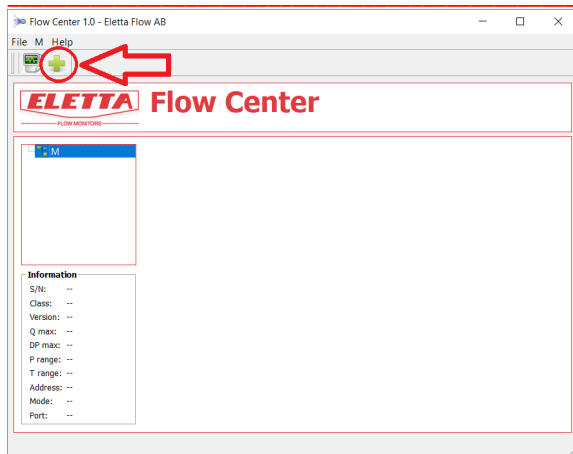 Flow Center 1.0 - Eletta Flow AB
File M Help
ELETTA Flow Center
FLOW MONITORS
M
Information
S/N: --
Class: --
Version: --
Q max: --
DP max: --
P range: --
T range: --
Address: --
Mode: --
Port: --